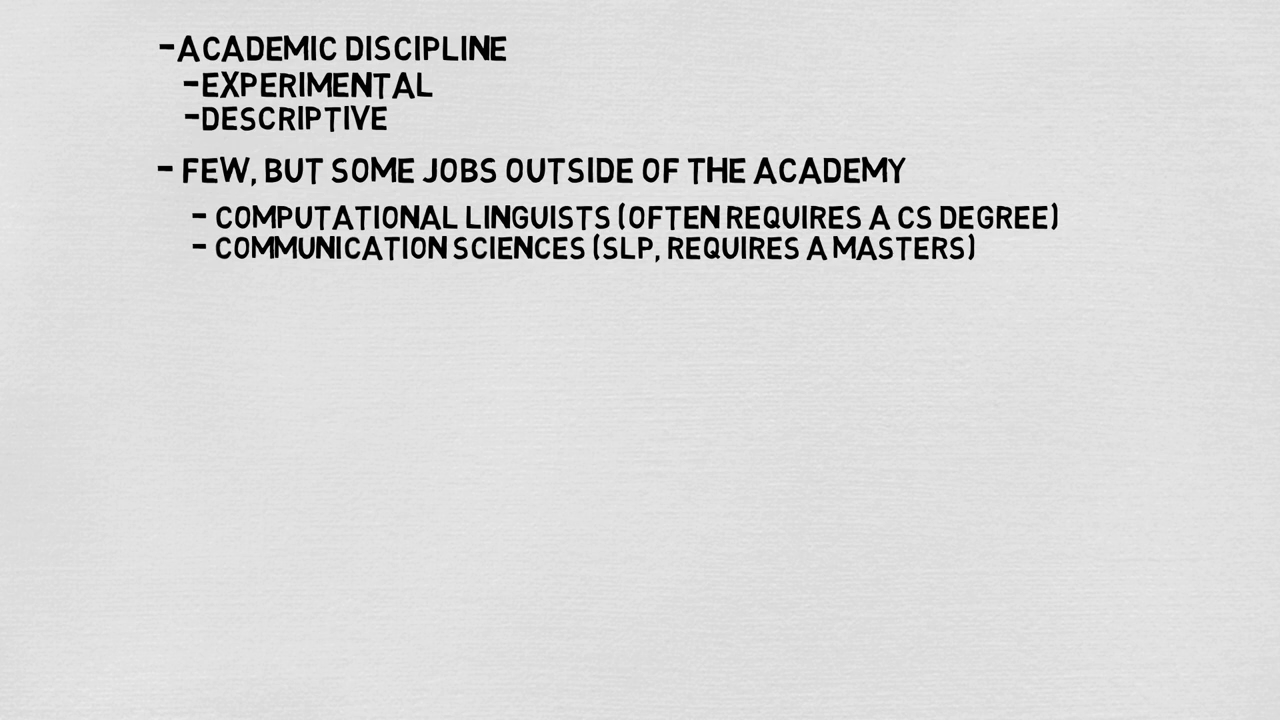 -ACADEMIC DISCIPLINE
-EXPERIMENTAL
-DESCRIPTIVE
- FEW, BUT SOME JOBS OUTSIDE OF THE ACADEMY
- COMPUTATIONAL LINGUISTS (OFTEN REQUIRES A CS DEGREE)
- COMMUNICATION SCIENCES (SLP, REQUIRES A MASTERS)